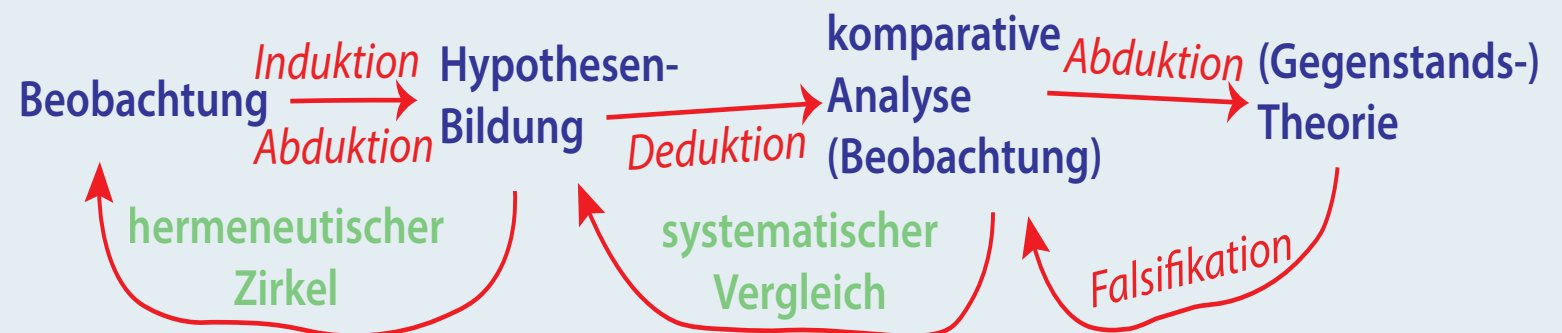 Beobachtung
Induktion
Abduktion
Hypothesen-
Bildung
Deduktion
komparative
Analyse
(Beobachtung)
Abduktion
(Gegenstands-)
Theorie
hermeneutischer
Zirkel
systematischer
Vergleich
Falsifikation